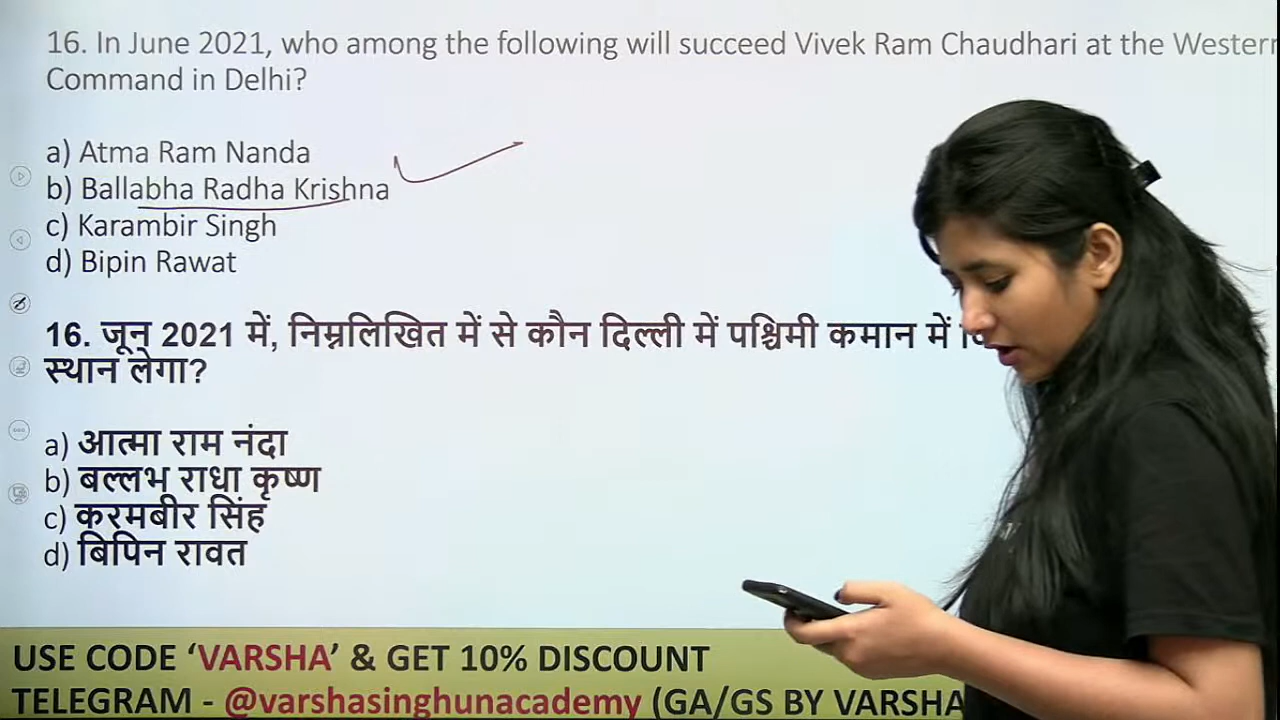 16. In June 2021, who among the following will succeed Vivek Ram Chaudhari at the Western
Command in Delhi?
a) Atma Ram Nanda
b) Ballabha Radha Krishna
c) Karambir Singh
d) Bipin Rawat
16. जून 2021 में, निम्नलिखित में से कौन दिल्ली में पश्चिमी कमान में
स्थान लेगा?
a) आत्मा राम नंदा
b) बल्लभ राधा कृष्ण
c) करमबीर सिंह
d) बिपिन रावत
USE CODE ‘VARSHA’ & GET 10% DISCOUNT
TELEGRAM - @varshasinghunacademy (GA/GS BY VARSHA